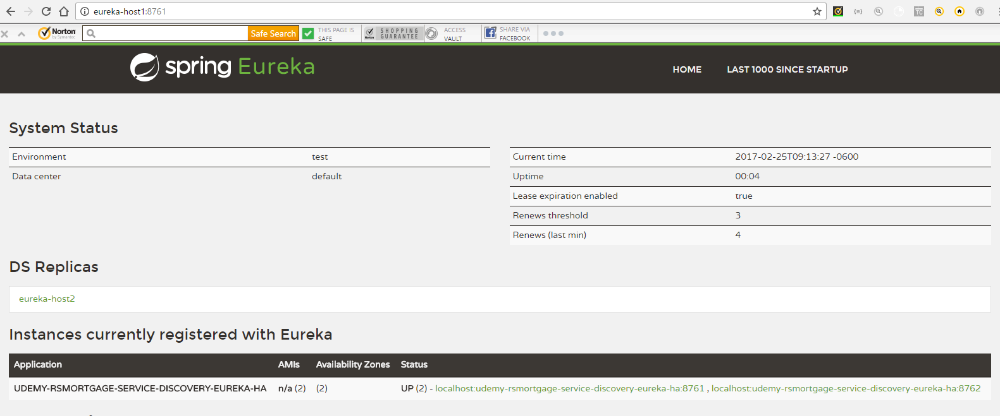 eureka-host1:8761
Norton
by Symantec
Safe Search
THIS PAGE IS SAFE
Norton
SHOPPING GUARANTEE
ACCESS VAULT
SHARE VIA FACEBOOK
TC
spring Eureka
HOME LAST 1000 SINCE STARTUP
System Status
Environment test
Data center default
Current time 2017-02-25T09:13:27 -0600
Uptime 00:04
Lease expiration enabled true
Renews threshold 3
Renews (last min) 4
DS Replicas
eureka-host2
Instances currently registered with Eureka
Application AMIs Availability Zones Status
UDEMY-RSMORTGAGE-SERVICE-DISCOVERY-EUREKA-HA n/a (2) (2) UP (2) - localhost:udemy-rsmortgage-service-discovery-eureka-ha:8761 , localhost:udemy-rsmortgage-service-discovery-eureka-ha:8762